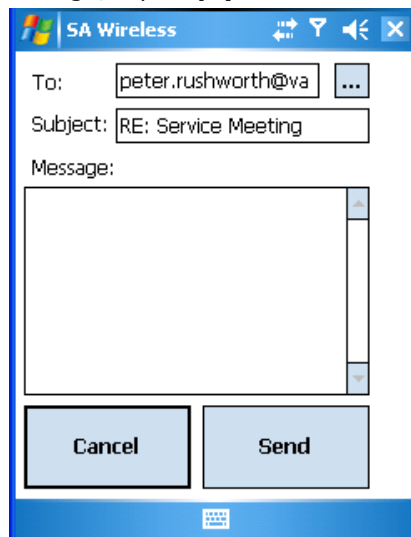 SA Wireless
To: peter.rushworth@va ...
Subject: RE: Service Meeting
Message:
Cancel Send